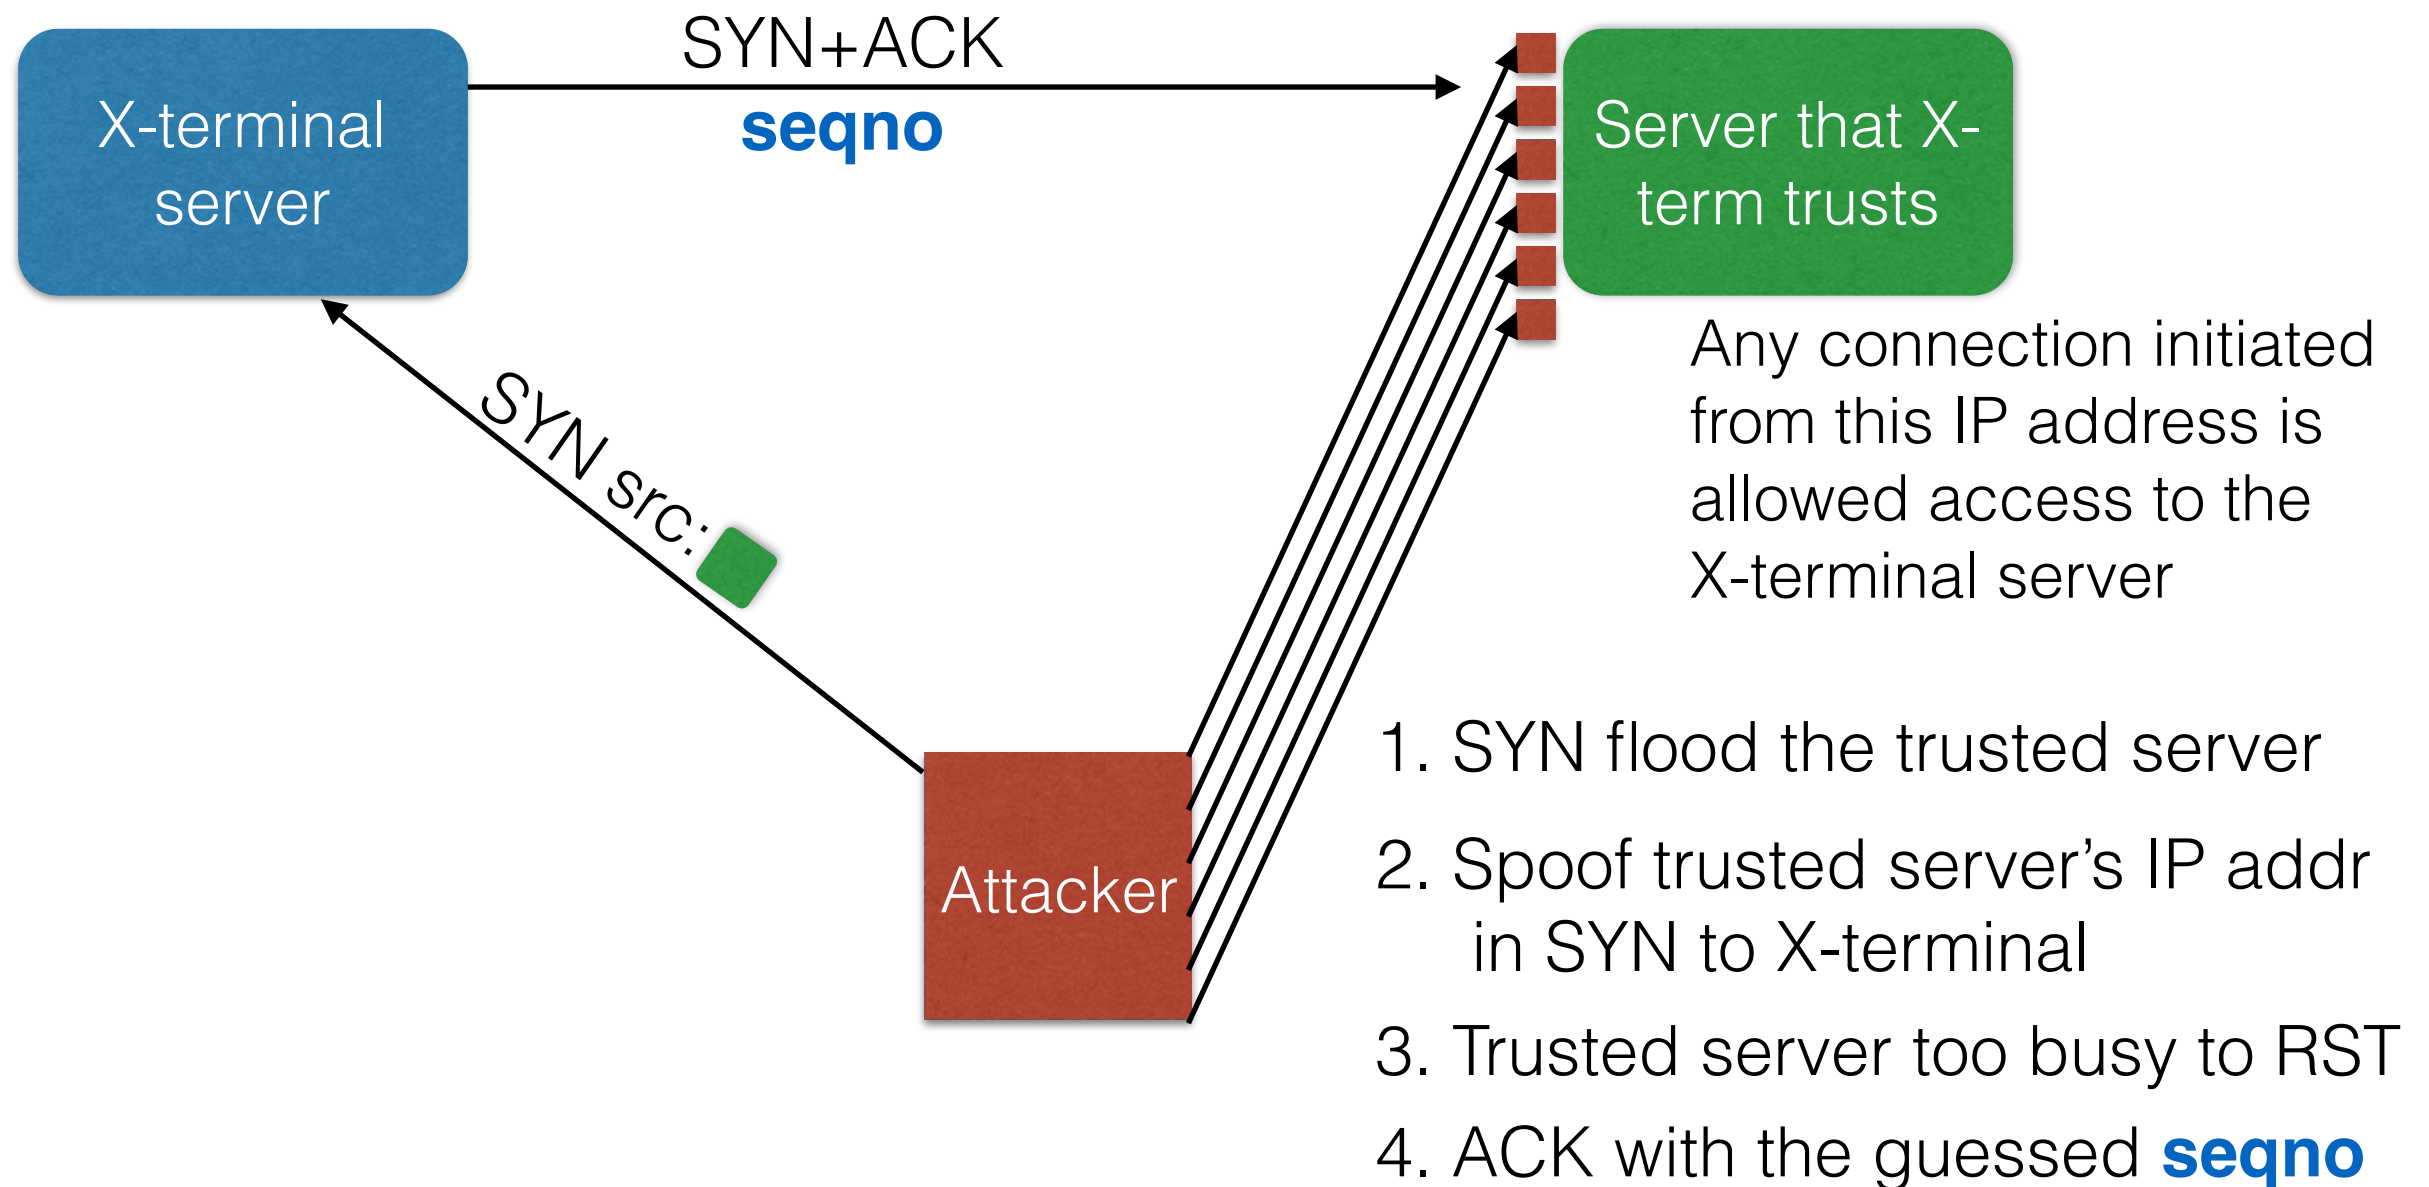 SYN+ACK
seqno
X-terminal
server
Server that X-
term trusts
Any connection initiated
from this IP address is
allowed access to the
X-terminal server
SYN src:
Attacker
1. SYN flood the trusted server
2. Spoof trusted server’s IP addr
in SYN to X-terminal
3. Trusted server too busy to RST
4. ACK with the guessed seqno